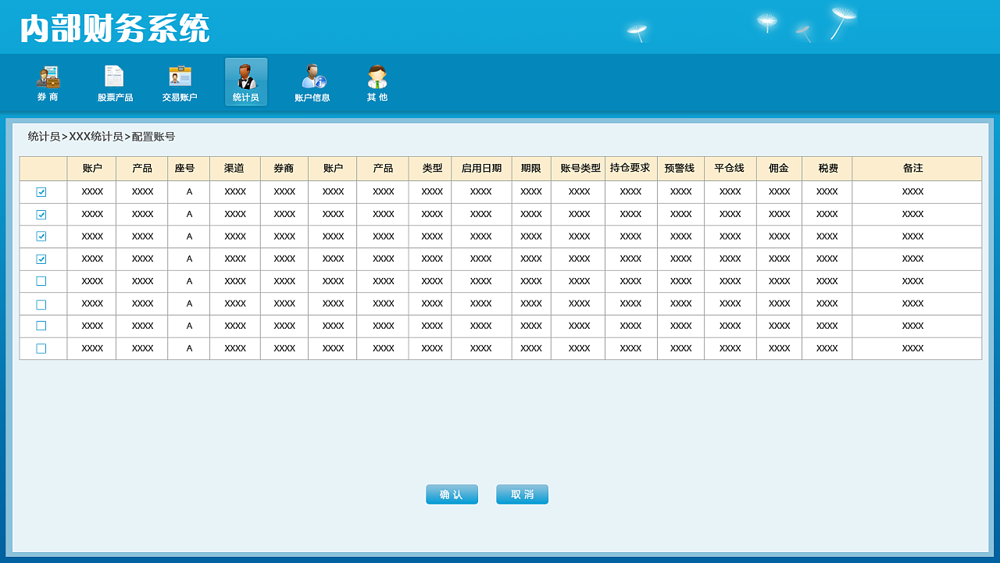 内部财务系统
券商 股票产品 交易账户 统计员 账户信息 其他
统计员>XXX统计员>配置账号
账户 产品 座号 渠道 券商 账户 产品 类型 启用日期 期限 账号类型 持仓要求 预警线 平仓线 佣金 税费 备注
XXXX XXXX A XXXX XXXX XXXX XXXX XXXX XXXX XXXX XXXX XXXX XXXX XXXX XXXX XXXX XXXX
XXXX XXXX A XXXX XXXX XXXX XXXX XXXX XXXX XXXX XXXX XXXX XXXX XXXX XXXX XXXX XXXX
XXXX XXXX A XXXX XXXX XXXX XXXX XXXX XXXX XXXX XXXX XXXX XXXX XXXX XXXX XXXX XXXX
XXXX XXXX A XXXX XXXX XXXX XXXX XXXX XXXX XXXX XXXX XXXX XXXX XXXX XXXX XXXX XXXX
XXXX XXXX A XXXX XXXX XXXX XXXX XXXX XXXX XXXX XXXX XXXX XXXX XXXX XXXX XXXX XXXX
XXXX XXXX A XXXX XXXX XXXX XXXX XXXX XXXX XXXX XXXX XXXX XXXX XXXX XXXX XXXX XXXX
XXXX XXXX A XXXX XXXX XXXX XXXX XXXX XXXX XXXX XXXX XXXX XXXX XXXX XXXX XXXX XXXX
XXXX XXXX A XXXX XXXX XXXX XXXX XXXX XXXX XXXX XXXX XXXX XXXX XXXX XXXX XXXX XXXX
确认 取消